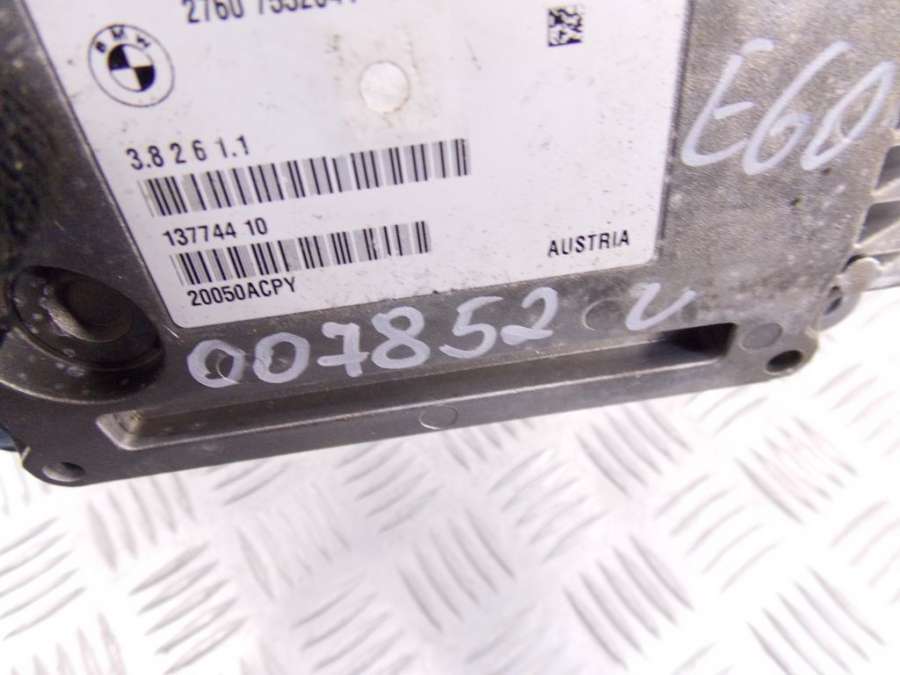 2760
BMW
E60
3.8 2 6 1.1
137744 10
AUSTRIA
20050ACPY
007852 v